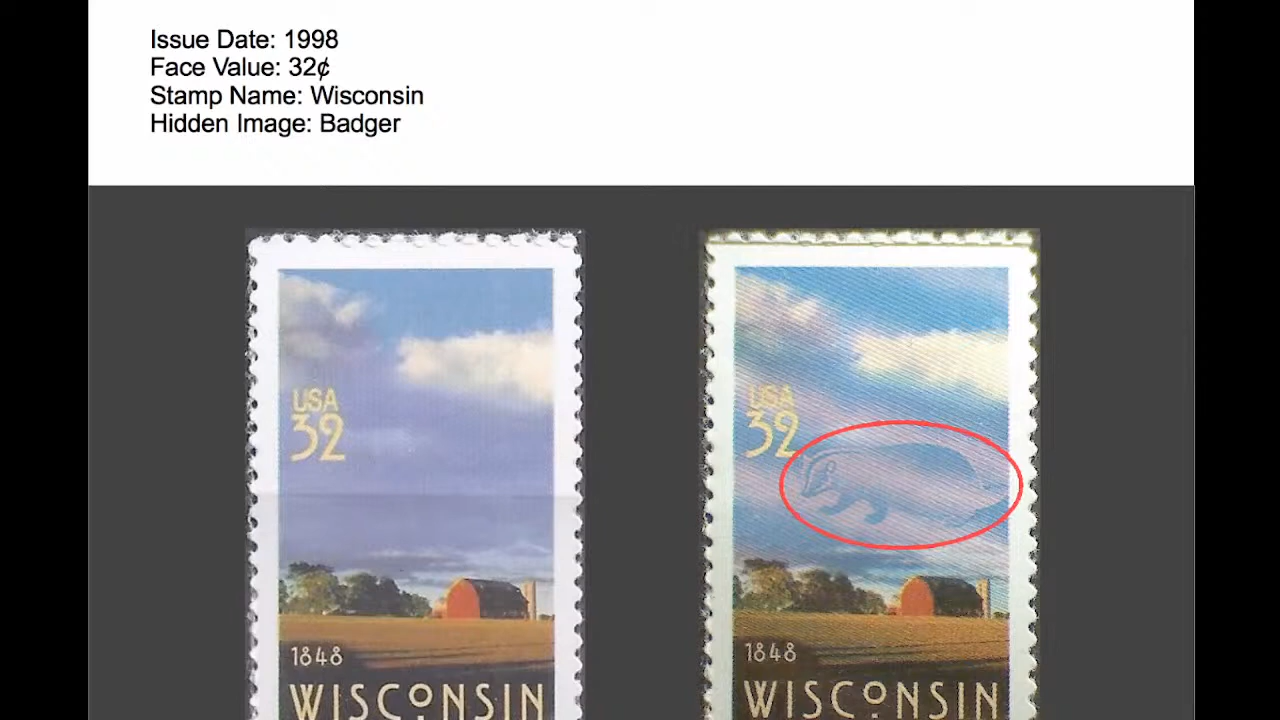 Issue Date: 1998
Face Value: 32¢
Stamp Name: Wisconsin
Hidden Image: Badger
USA
32
1848
WISCONSIN
USA
32
1848
WISCONSIN